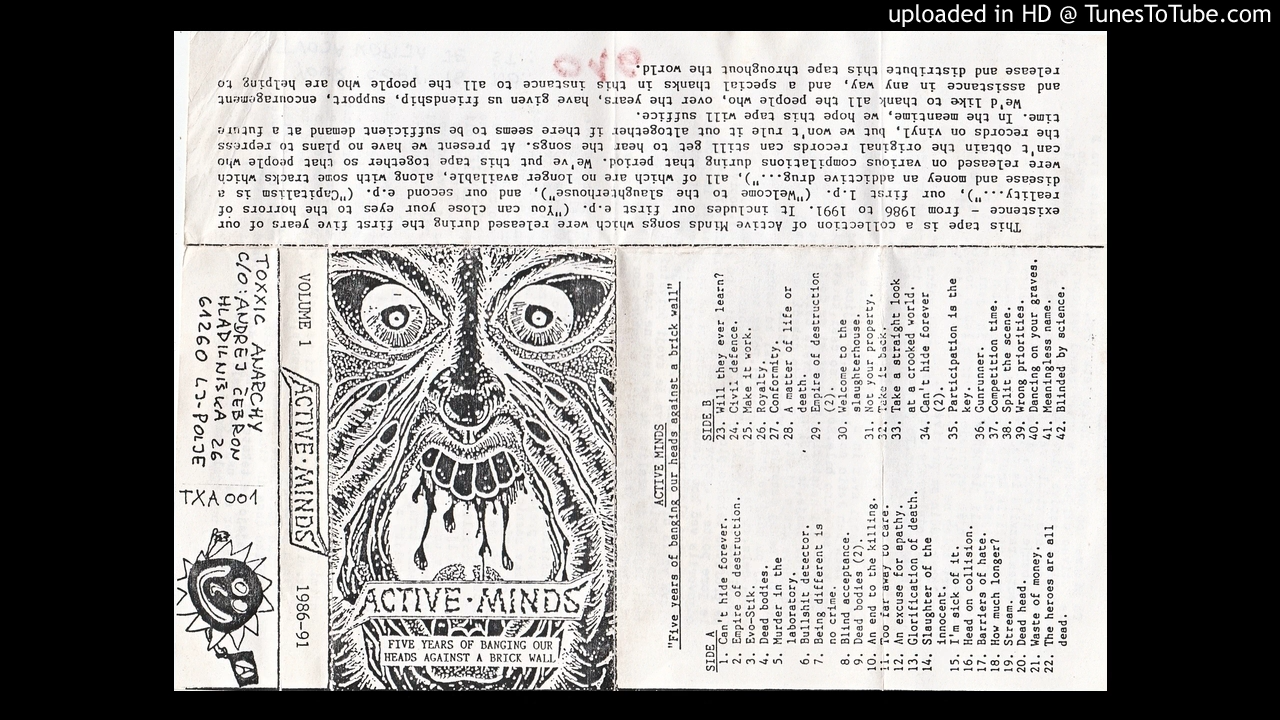 uploaded in HD @ TunesToTube.com
This tape is a collection of Active Minds songs which were released during the first five years of our
existence - from 1986 to 1991. It includes our first e.p. ("You can close your eyes to the horrors of
reality...."), our first l.p. ("Welcome to the slaughterhouse"), and our second e.p. ("Capitalism is a
disease and money an addictive drug..."), all of which are no longer available, along with some tracks which
were released on various compilations during that period. We've put this tape together so that people who
can't obtain the original records can still get to hear the songs. At present we have no plans to repress
the records on vinyl, but we won't rule it out altogether if there seems to be sufficient demand at a future
time. In the meantime, we hope this tape will suffice.
We'd like to thank all the people who, over the years, have given us friendship, support, encouragement
and assistance in any way, and a special thanks in this instance to all the people who are helping to
release and distribute this tape throughout the world.
TOXXIC ANARCHY
C/O: ANDREJ ČEBRON
HLADILNIŠKA 26
61260 LJ-POLJE
TXA 001
VOLUME 1
ACTIVE·MINDS
1986-91
ACTIVE·MINDS
FIVE YEARS OF BANGING OUR
HEADS AGAINST A BRICK WALL
ACTIVE MINDS
"Five years of banging our heads against a brick wall"
SIDE A
1. Can't hide forever.
2. Empire of destruction.
3. Evo-Stik.
4. Dead bodies.
5. Murder in the
laboratory.
6. Bullshit detector.
7. Being different is
no crime.
8. Blind acceptance.
9. Dead bodies (2).
10. An end to the killing.
11. Too far away to care.
12. An excuse for apathy.
13. Glorification of death.
14. Slaughter of the
innocent.
15. I'm sick of it.
16. Head on collision.
17. Barriers of hate.
18. How much longer?
19. Stream.
20. Dead head.
21. Waste of money.
22. The heroes are all
dead.
SIDE B
23. Will they ever learn?
24. Civil defence.
25. Make it work.
26. Royalty.
27. Conformity.
28. A matter of life or
death.
29. Empire of destruction
(2).
30. Welcome to the
slaughterhouse.
31. Not your property.
32. Take it back.
33. Take a straight look
at a crooked world.
34. Can't hide forever
(2).
35. Participation is the
key.
36. Gunrunner.
37. Competition time.
38. Split the scene.
39. Wrong priorities.
40. Dancing on your graves.
41. Meaningless name.
42. Blinded by science.